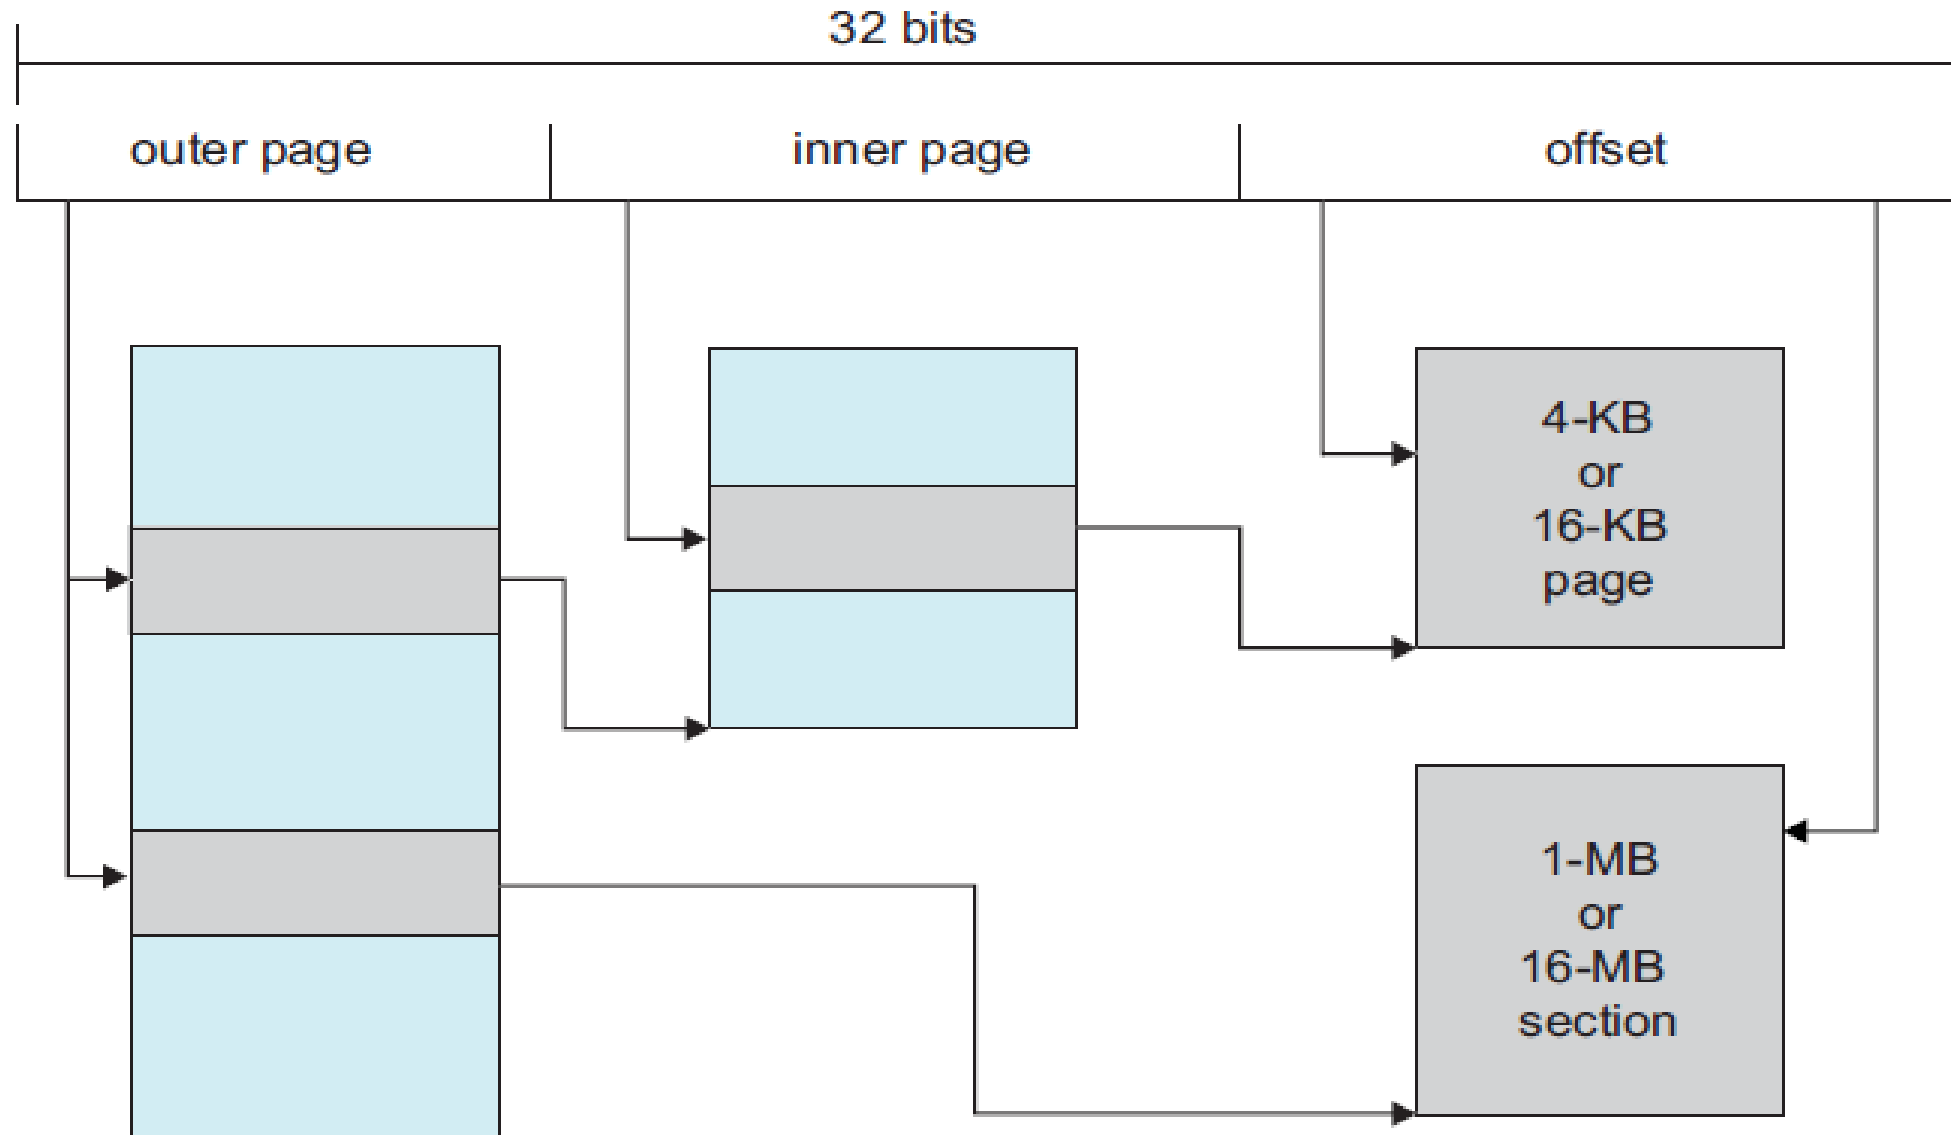 32 bits
outer page
inner page
offset
4-KB
or
16-KB
page
1-MB
or
16-MB
section